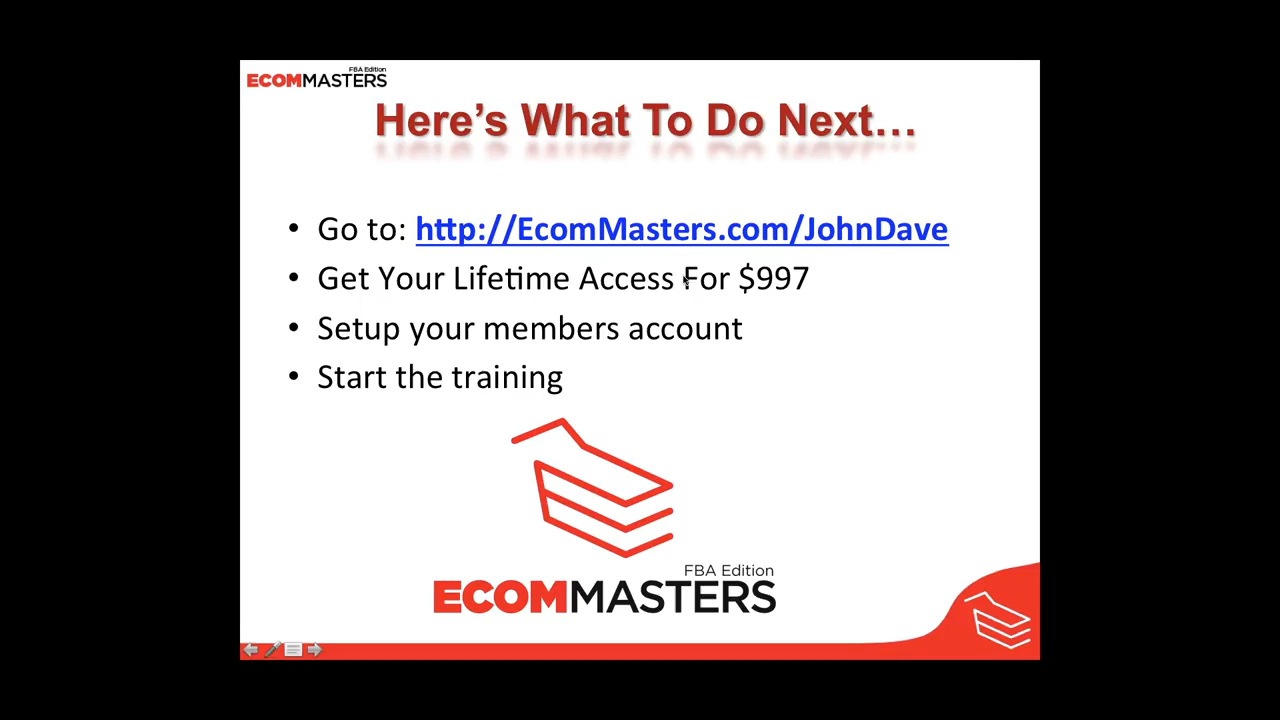 FBA Edition
ECOMMASTERS
Here's What To Do Next...
• Go to: http://EcomMasters.com/JohnDave
• Get Your Lifetime Access For $997
• Setup your members account
• Start the training
FBA Edition
ECOMMASTERS